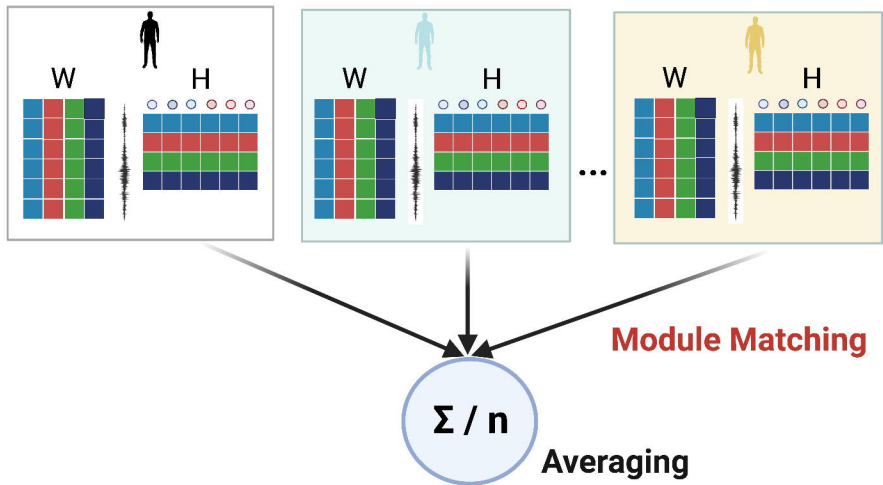 W H
W H
W H
...
Module Matching
Σ / n
Averaging